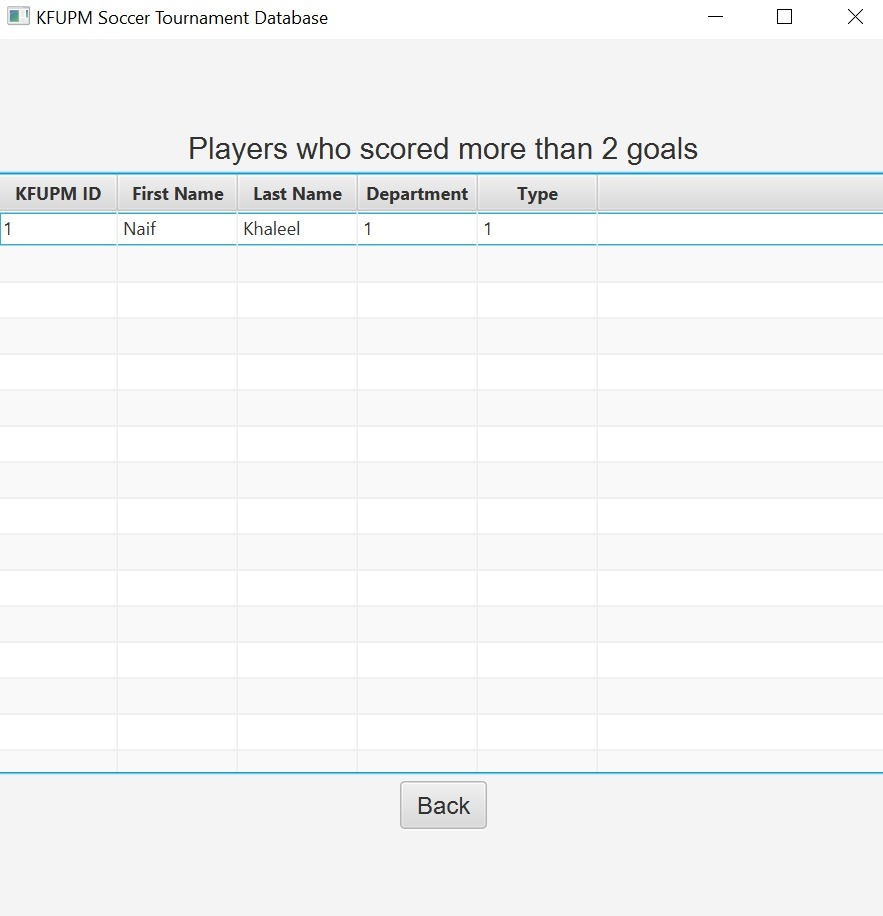 KFUPM Soccer Tournament Database
Players who scored more than 2 goals
KFUPM ID First Name Last Name Department Type
1 Naif Khaleel 1 1
Back